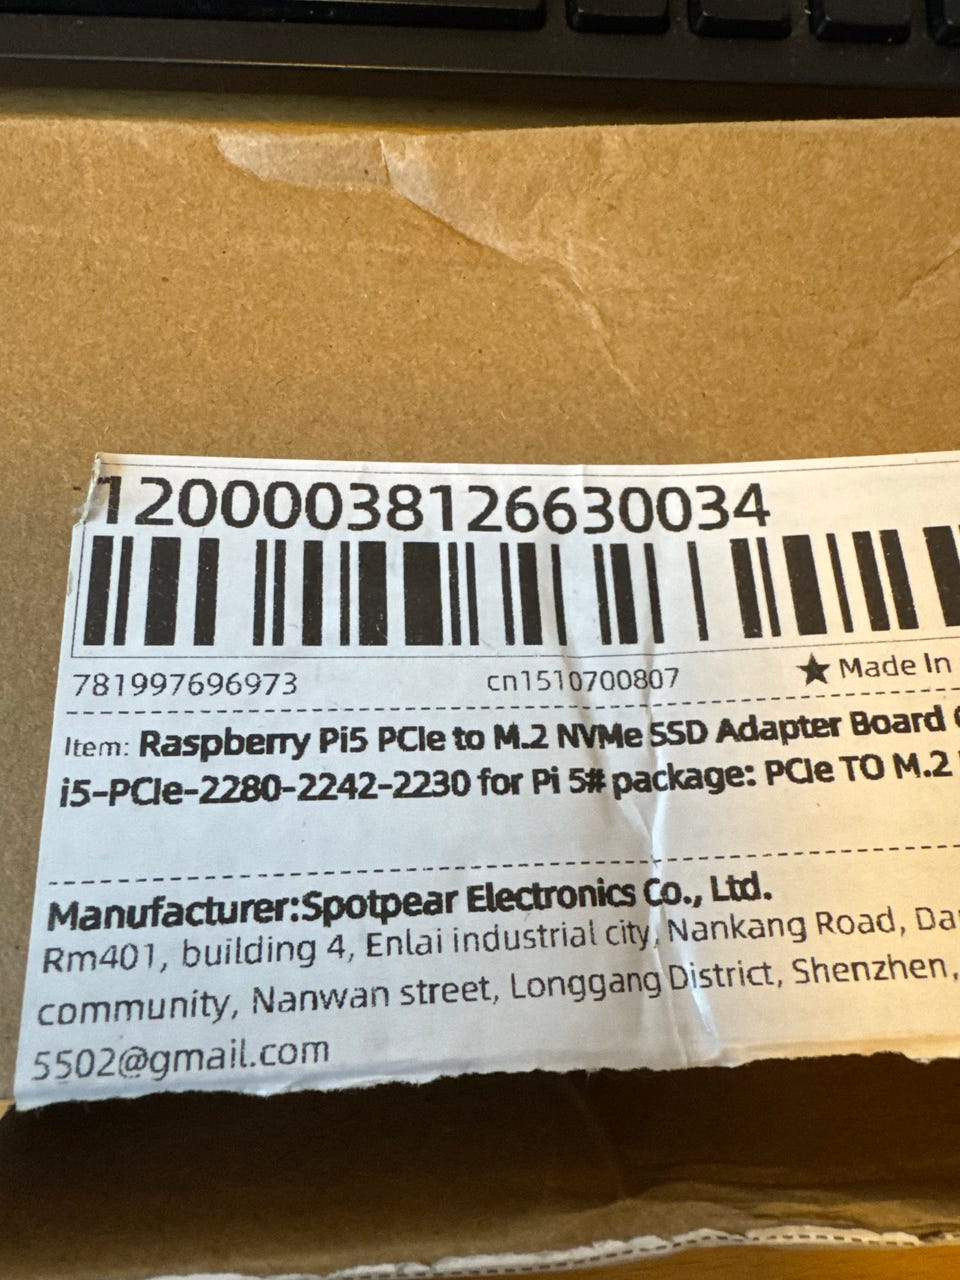 12000038126630034
781997696973 cn1510700807 ★ Made In
Item: Raspberry Pi5 PCIe to M.2 NVMe SSD Adapter Board
i5-PCIe-2280-2242-2230 for Pi 5# package: PCIe TO M.2
Manufacturer:Spotpear Electronics Co., Ltd.
Rm401, building 4, Enlai industrial city, Nankang Road,
community, Nanwan street, Longgang District, Shenzhen,
5502@gmail.com